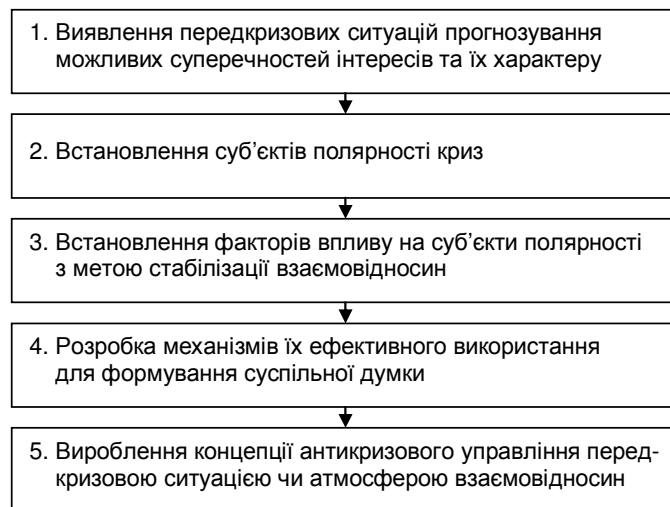 1. Виявлення передкризових ситуацій прогнозування
можливих суперечностей інтересів та їх характеру
2. Встановлення суб’єктів полярності криз
3. Встановлення факторів впливу на суб’єкти полярності
з метою стабілізації взаємовідносин
4. Розробка механізмів їх ефективного використання
для формування суспільної думки
5. Вироблення концепції антикризового управління перед-
кризовою ситуацією чи атмосферою взаємовідносин